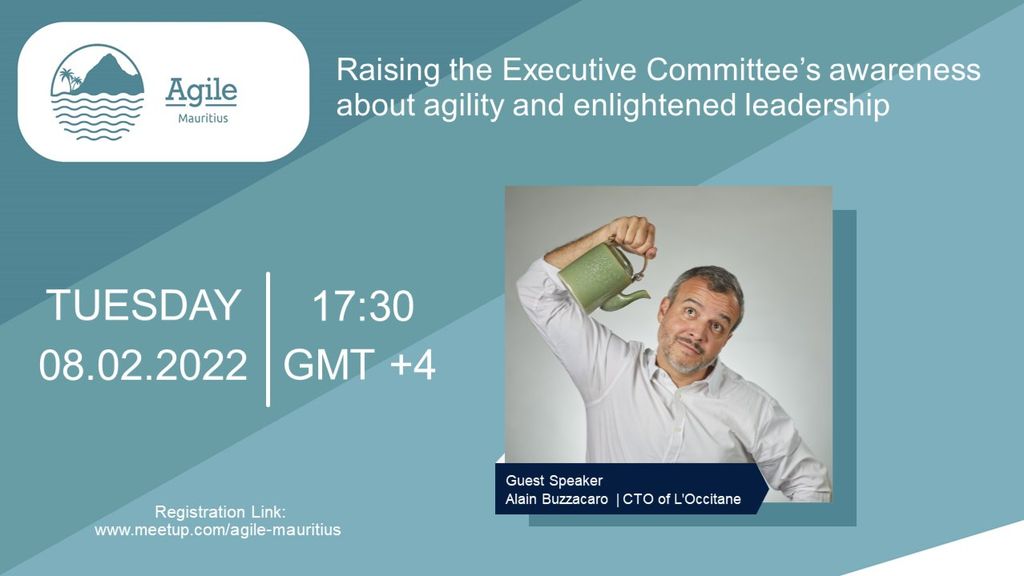 Agile
Mauritius
Raising the Executive Committee’s awareness
about agility and enlightened leadership
TUESDAY
08.02.2022
17:30
GMT +4
Guest Speaker
Alain Buzzacaro | CTO of L'Occitane
Registration Link:
www.meetup.com/agile-mauritius